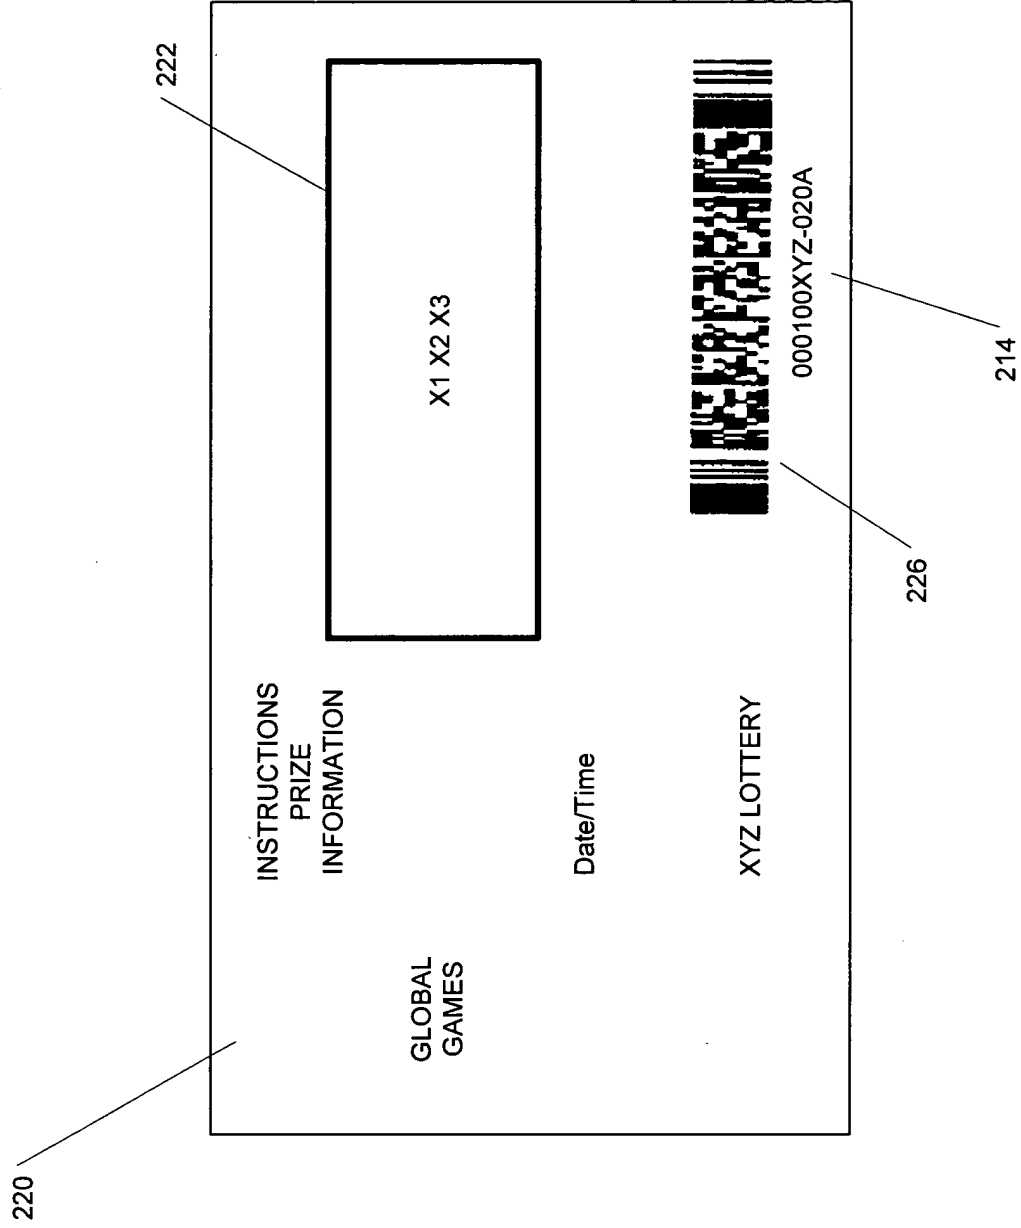 220
222
INSTRUCTIONS
PRIZE
INFORMATION
GLOBAL
GAMES
X1 X2 X3
Date/Time
XYZ LOTTERY
000100XYZ-020A
226
214